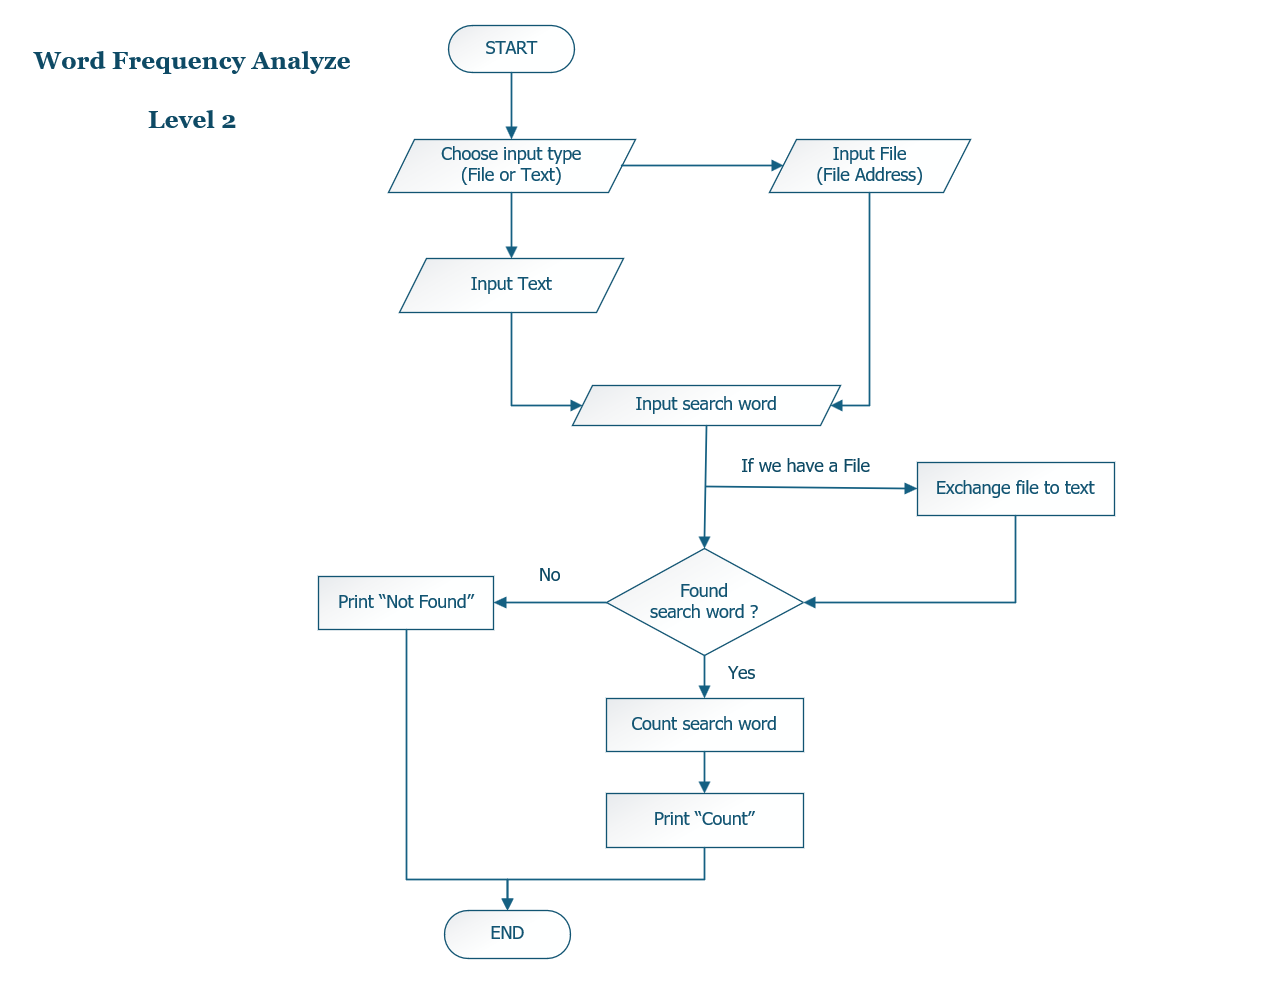 Word Frequency Analyze
Level 2
START
Choose input type
(File or Text)
Input File
(File Address)
Input Text
Input search word
If we have a File
Exchange file to text
Found
search word ?
No
Print “Not Found”
Yes
Count search word
Print “Count”
END